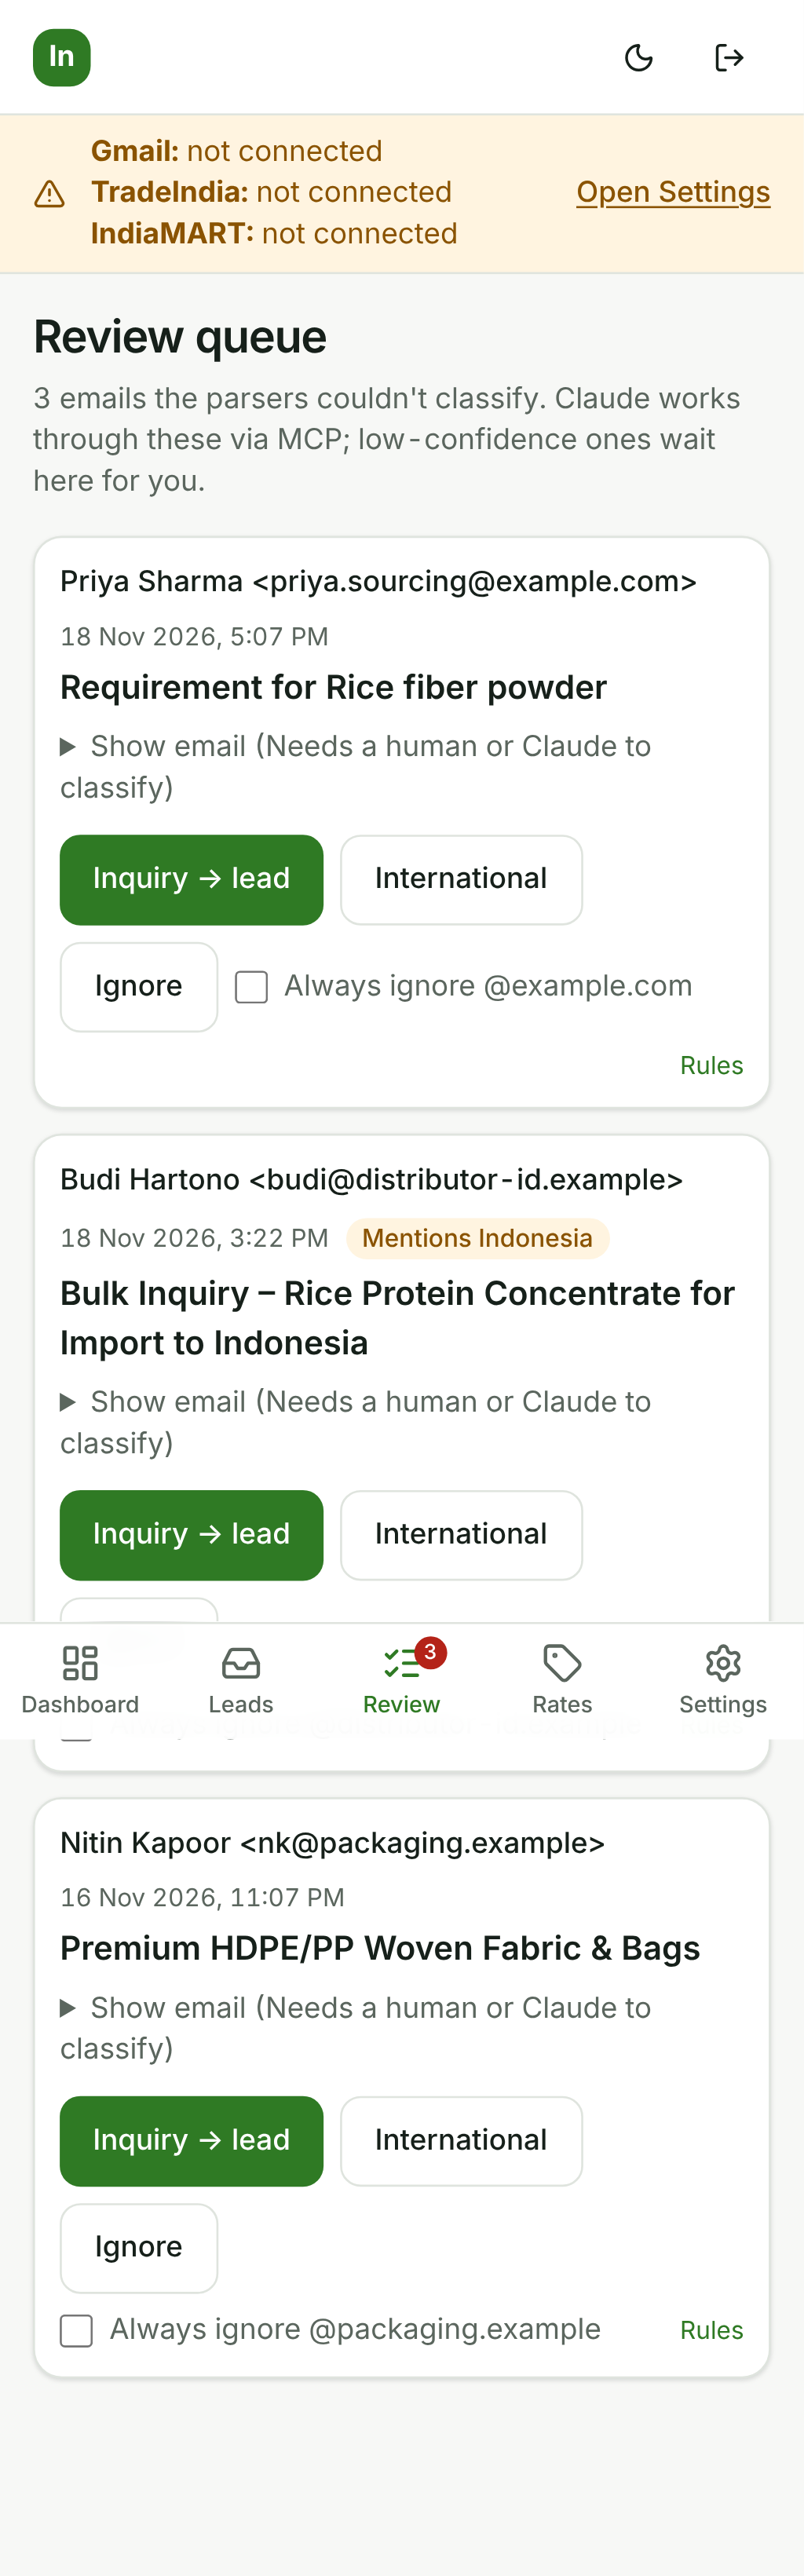 In
Gmail: not connected
TradeIndia: not connected
IndiaMART: not connected
Open Settings
Review queue
3 emails the parsers couldn't classify. Claude works
through these via MCP; low-confidence ones wait
here for you.
Priya Sharma <priya.sourcing@example.com>
18 Nov 2026, 5:07 PM
Requirement for Rice fiber powder
▶ Show email (Needs a human or Claude to
classify)
Inquiry → lead
International
Ignore
Always ignore @example.com
Rules
Budi Hartono <budi@distributor-id.example>
18 Nov 2026, 3:22 PM
Mentions Indonesia
Bulk Inquiry – Rice Protein Concentrate for
Import to Indonesia
▶ Show email (Needs a human or Claude to
classify)
Inquiry → lead
International
3
Dashboard
Leads
Review
Rates
Settings
Nitin Kapoor <nk@packaging.example>
16 Nov 2026, 11:07 PM
Premium HDPE/PP Woven Fabric & Bags
▶ Show email (Needs a human or Claude to
classify)
Inquiry → lead
International
Ignore
Always ignore @packaging.example
Rules